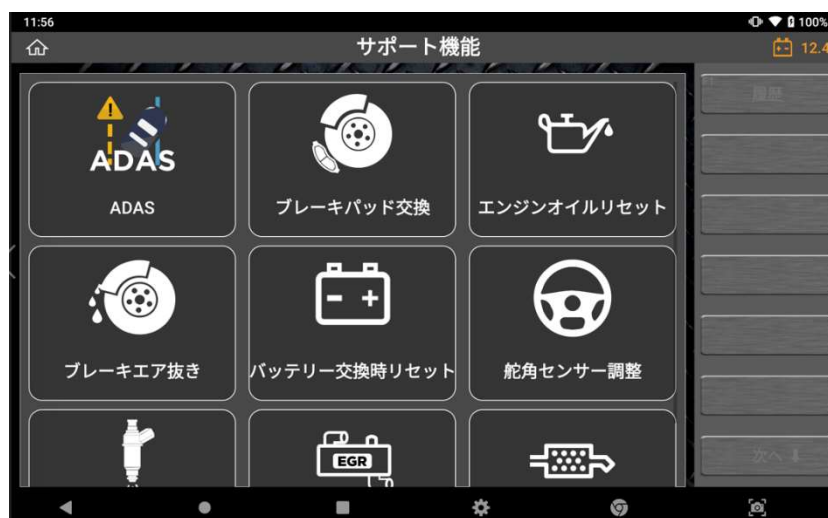 11:56
100%
サポート機能
12.4
ADAS
ADAS
ブレーキパッド交換
エンジンオイルリセット
履歴
ブレーキエア抜き
バッテリー交換時リセット
舵角センサー調整
EGR
次へ